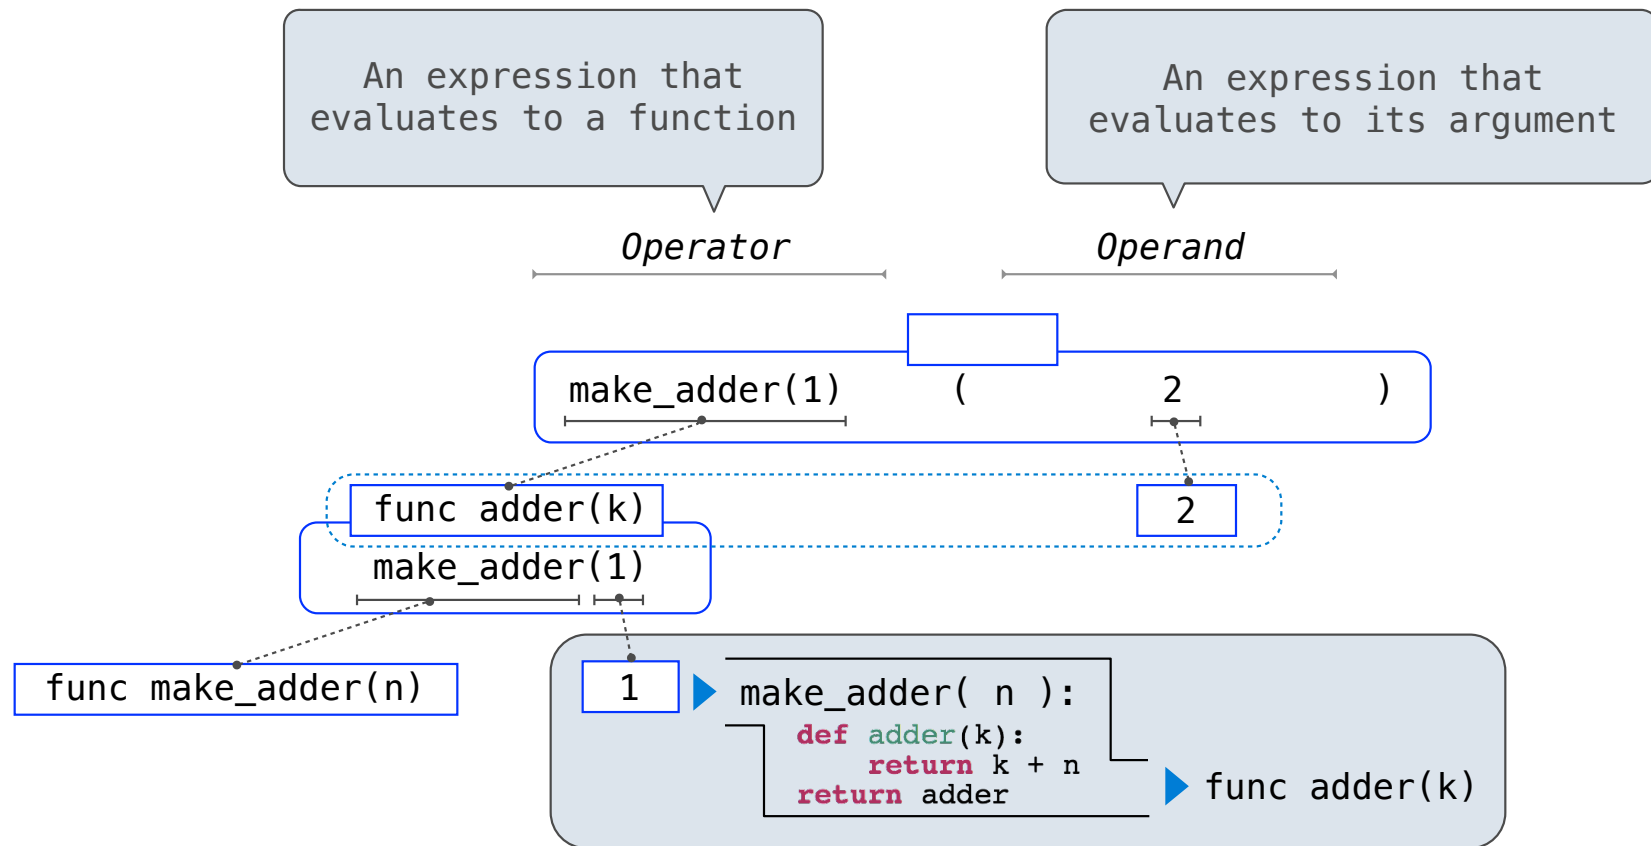 An expression that
evaluates to a function
An expression that
evaluates to its argument
Operator
Operand
make_adder(1) ( 2 )
func adder(k)
2
make_adder(1)
func make_adder(n)
1
make_adder( n ):
def adder(k):
return k + n
return adder
func adder(k)